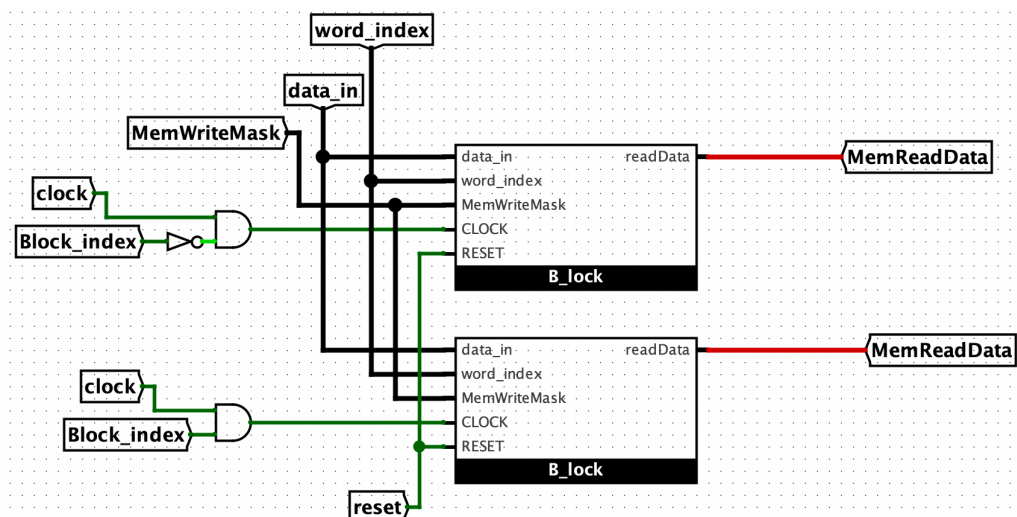 word_index
data_in
MemWriteMask
data_in readData MemReadData
word_index
clock
MemWriteMask
Block_index
CLOCK
RESET
B_lock
data_in readData MemReadData
word_index
clock
MemWriteMask
CLOCK
Block_index
RESET
B_lock
reset